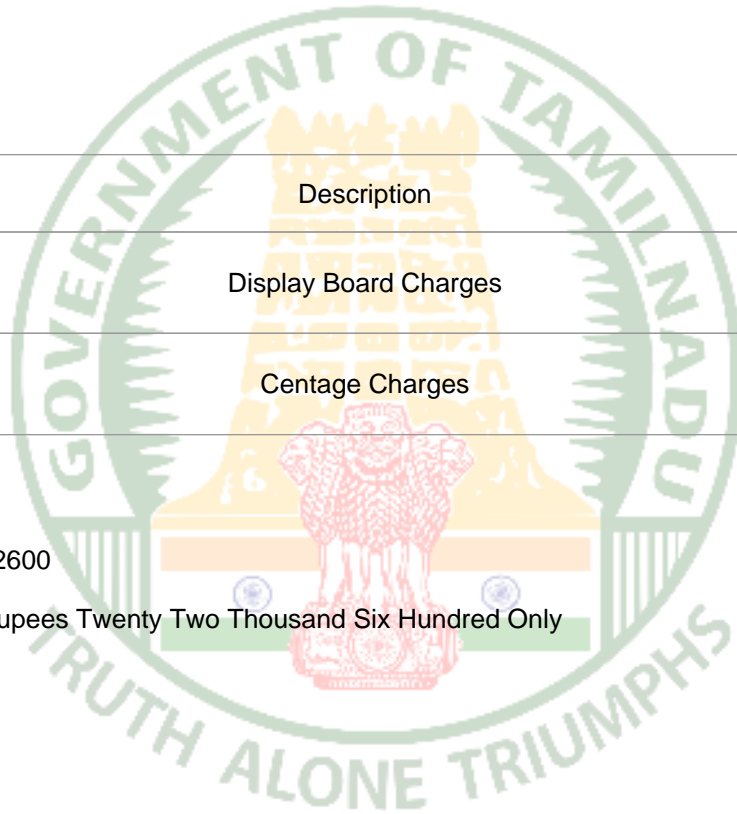 GOVERNMENT OF TAMILNADU
Description
Display Board Charges
Centage Charges
2600
upees Twenty Two Thousand Six Hundred Only
TRUTH ALONE TRIUMPHS